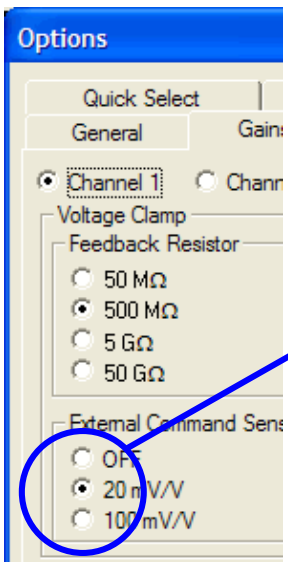 Options
Quick Select
General Gains
Channel 1 Chann
Voltage Clamp
Feedback Resistor
50 MΩ
500 MΩ
5 GΩ
50 GΩ
External Command Sens
OFF
20 mV/V
100 mV/V